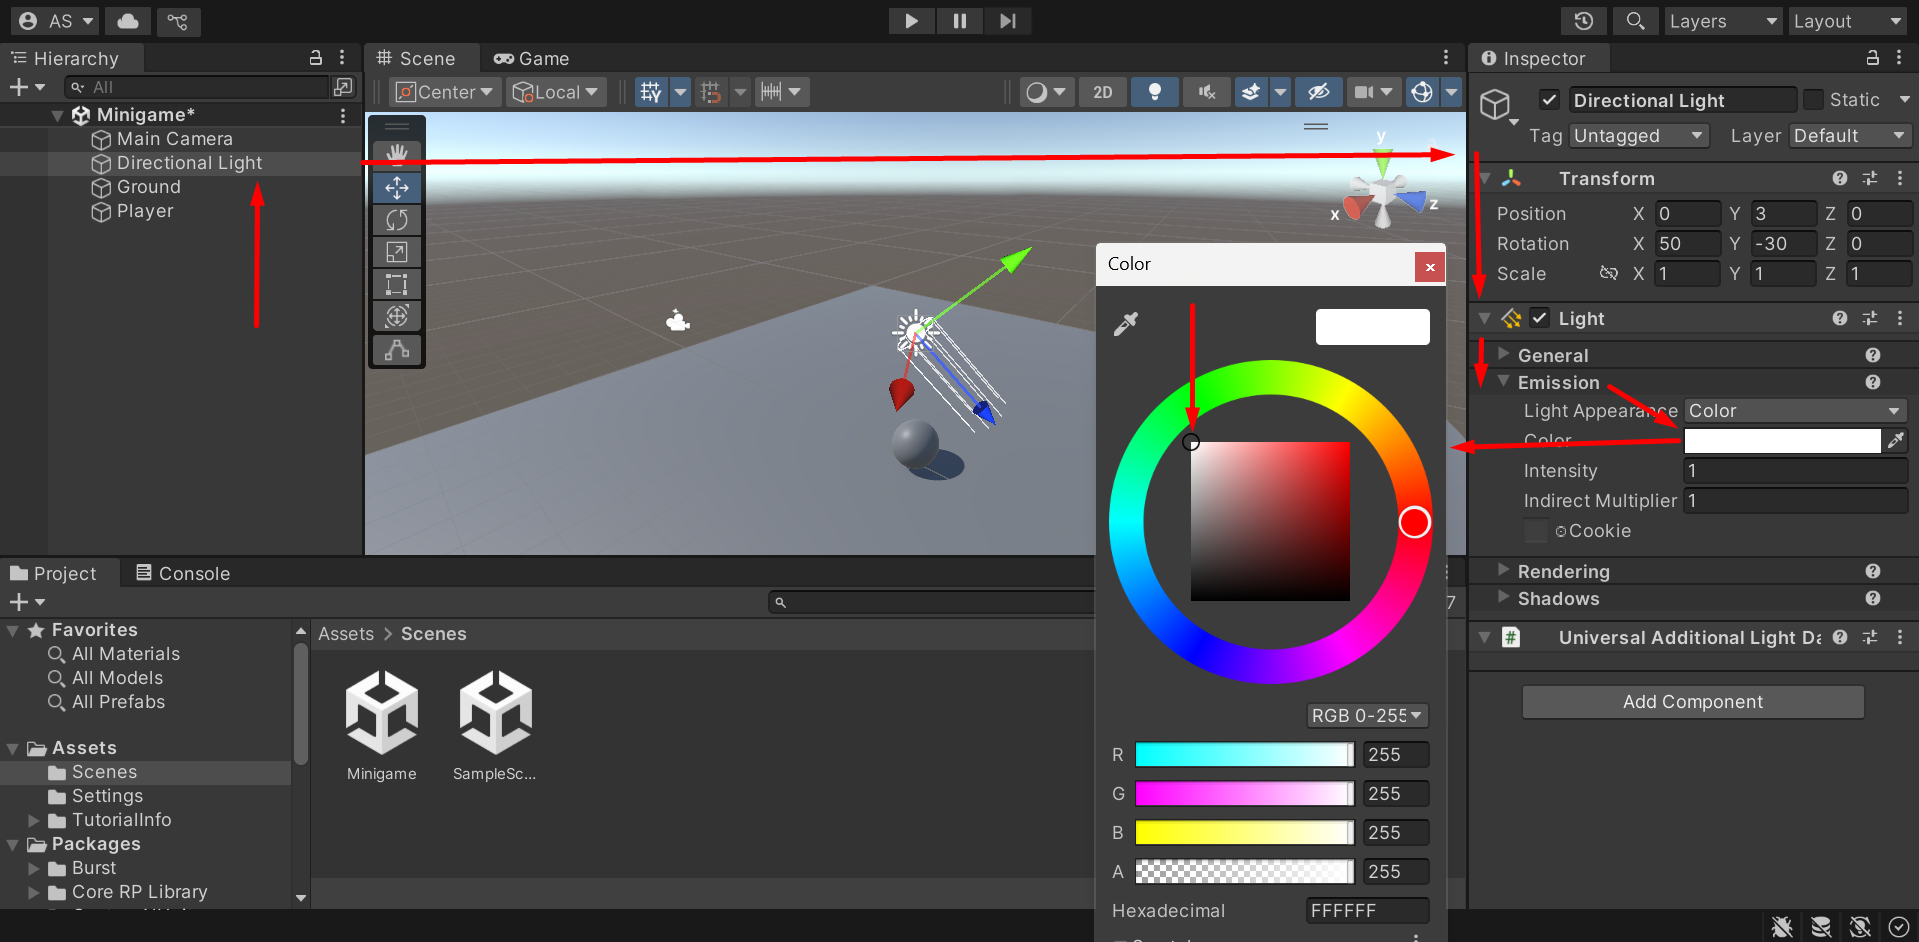 AS
Layers
Layout
Hierarchy
Scene
Game
Inspector
All
Center
Local
2D
Directional Light
Static
Minigame*
Main Camera
Directional Light
Ground
Player
Tag
Untagged
Layer
Default
y
x
z
Transform
Position X 0 Y 3 Z 0
Rotation X 50 Y -30 Z 0
Scale X 1 Y 1 Z 1
Light
General
Emission
Light Appearance Color
Color
Intensity 1
Indirect Multiplier 1
Cookie
Rendering
Shadows
Universal Additional Light Da
Add Component
Color
x
RGB 0-255
R 255
G 255
B 255
A 255
Hexadecimal FFFFFF
Project
Console
7
Favorites
All Materials
All Models
All Prefabs
Assets
Scenes
Settings
TutorialInfo
Packages
Burst
Core RP Library
Assets > Scenes
Minigame
SampleSc...